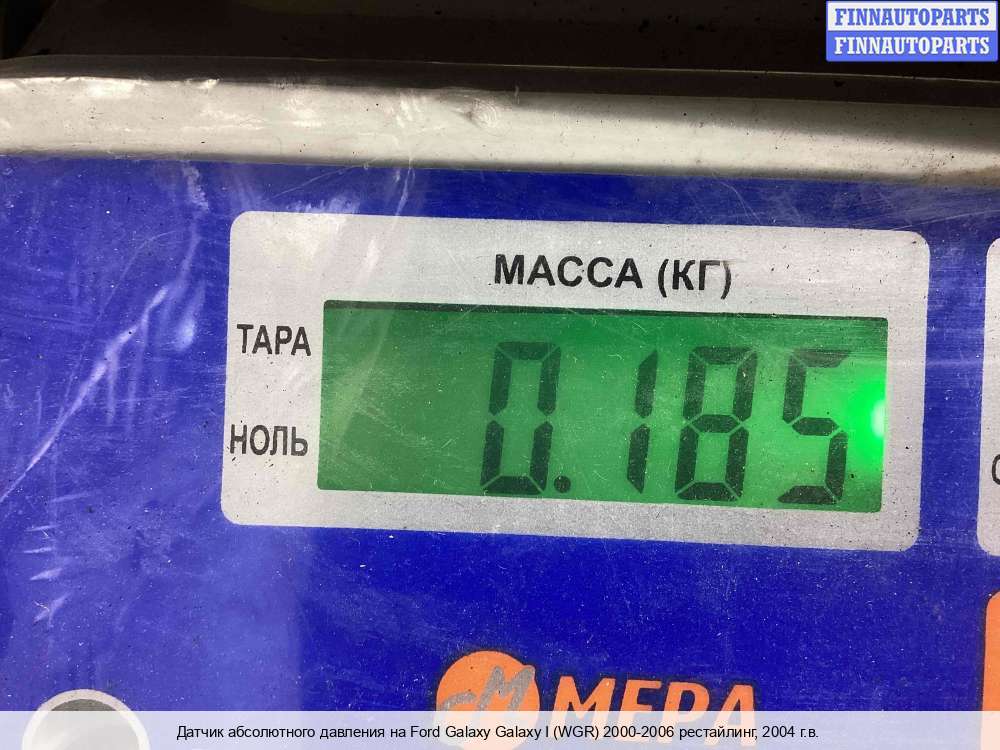 FINNAUTOPARTS
FINNAUTOPARTS
МАССА (КГ)
ТАРА
0.185
НОЛЬ
МЕРА
Датчик абсолютного давления на Ford Galaxy Galaxy I (WGR) 2000-2006 рестайлинг, 2004 г.в.